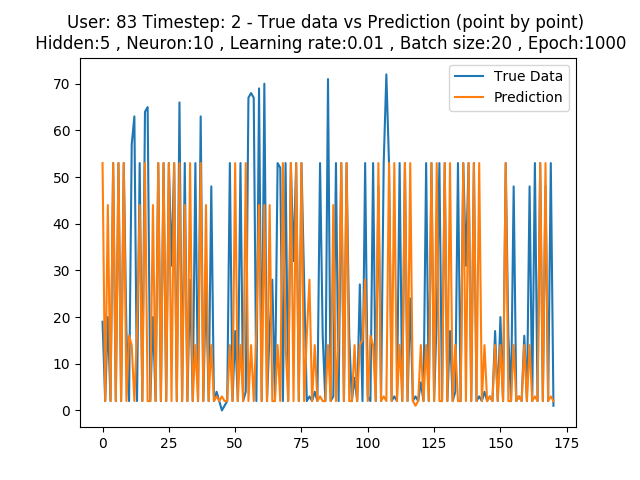 User: 83 Timestep: 2 - True data vs Prediction (point by point)
Hidden:5 , Neuron:10 , Learning rate:0.01 , Batch size:20 , Epoch:1000
True Data
Prediction
70
60
50
40
30
20
10
0
0 25 50 75 100 125 150 175